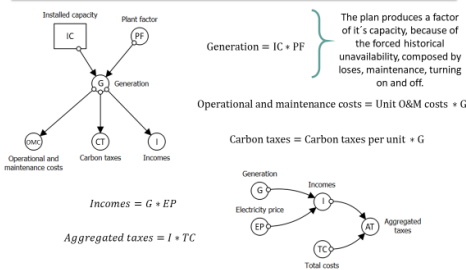 Installed capacity
Plant factor
IC
PF
G
Generation
OMC
CT
I
Operational and
maintenance costs
Carbon taxes
Incomes
Generation = IC ∗ PF
The plan produces a factor
of it´s capacity, because of
the forced historical
unavailability, composed by
loses, maintenance, turning
on and off.
Operational and maintenance costs = Unit O&M costs ∗ G
Carbon taxes = Carbon taxes per unit ∗ G
Incomes = G ∗ EP
Aggregated taxes = I ∗ TC
Generation
G
Incomes
I
Electricity price
EP
Aggregated
taxes
AT
TC
Total costs